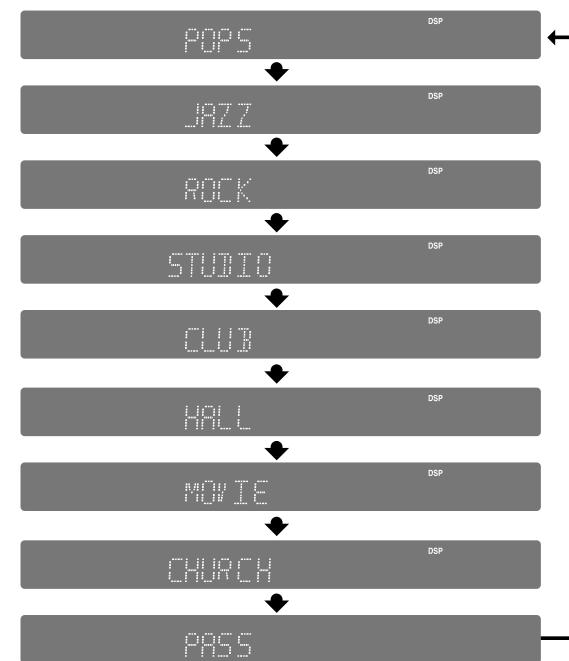 DSP
POPS
DSP
JAZZ
DSP
ROCK
DSP
STUDIO
DSP
CLUB
DSP
HALL
DSP
MOVIE
DSP
CHURCH
PASS